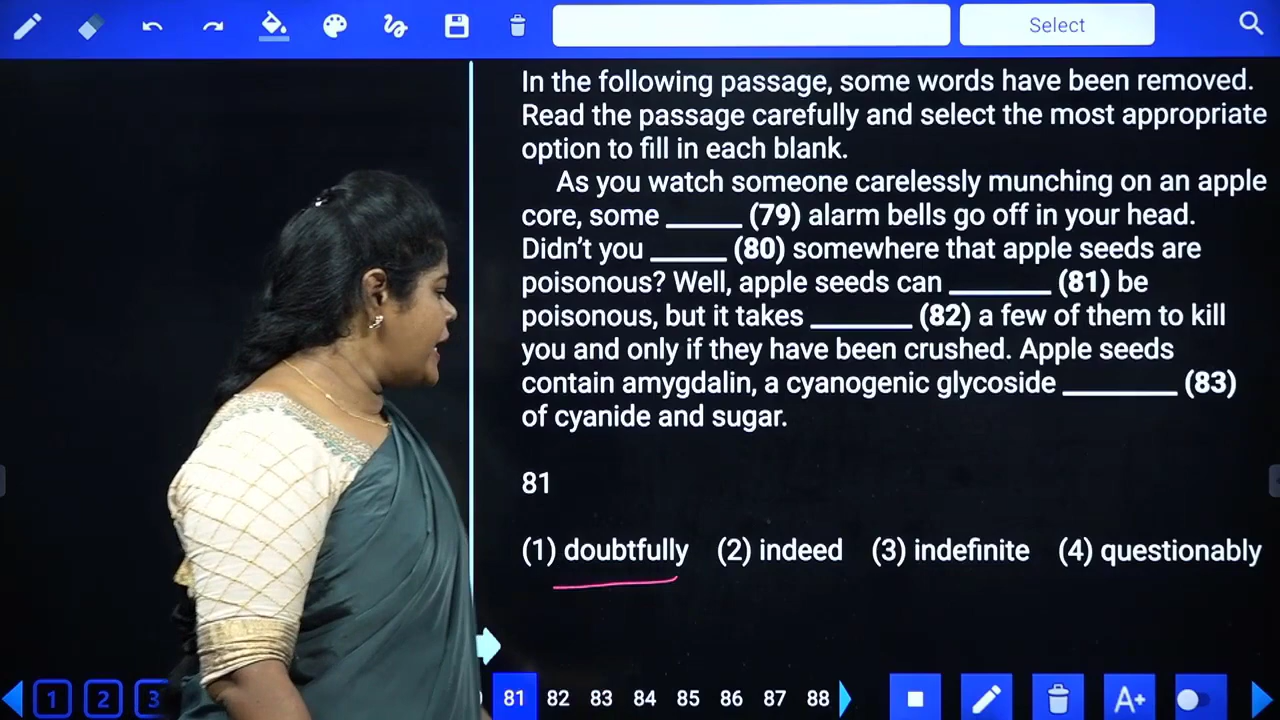 Select
In the following passage, some words have been removed.
Read the passage carefully and select the most appropriate
option to fill in each blank.
As you watch someone carelessly munching on an apple
core, some ______ (79) alarm bells go off in your head.
Didn’t you ______ (80) somewhere that apple seeds are
poisonous? Well, apple seeds can ________ (81) be
poisonous, but it takes ________ (82) a few of them to kill
you and only if they have been crushed. Apple seeds
contain amygdalin, a cyanogenic glycoside _________ (83)
of cyanide and sugar.
81
(1) doubtfully (2) indeed (3) indefinite (4) questionably
1 2 3 81 82 83 84 85 86 87 88 A+